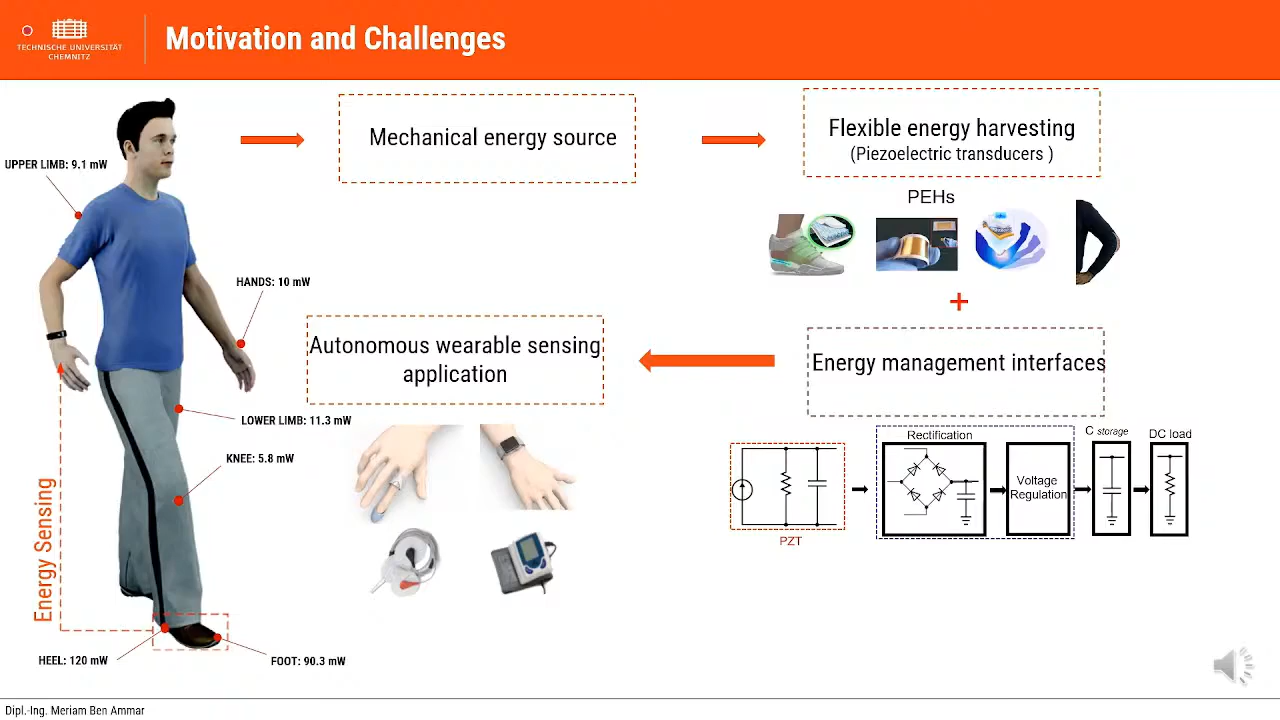 TECHNISCHE UNIVERSITÄT
CHEMNITZ
Motivation and Challenges
UPPER LIMB: 9.1 mW
HANDS: 10 mW
LOWER LIMB: 11.3 mW
KNEE: 5.8 mW
Energy Sensing
HEEL: 120 mW
FOOT: 90.3 mW
Mechanical energy source
Flexible energy harvesting
(Piezoelectric transducers )
PEHs
+
Energy management interfaces
Autonomous wearable sensing
application
PZT
Rectification
Voltage
Regulation
C storage
DC load
Dipl.-Ing. Meriam Ben Ammar